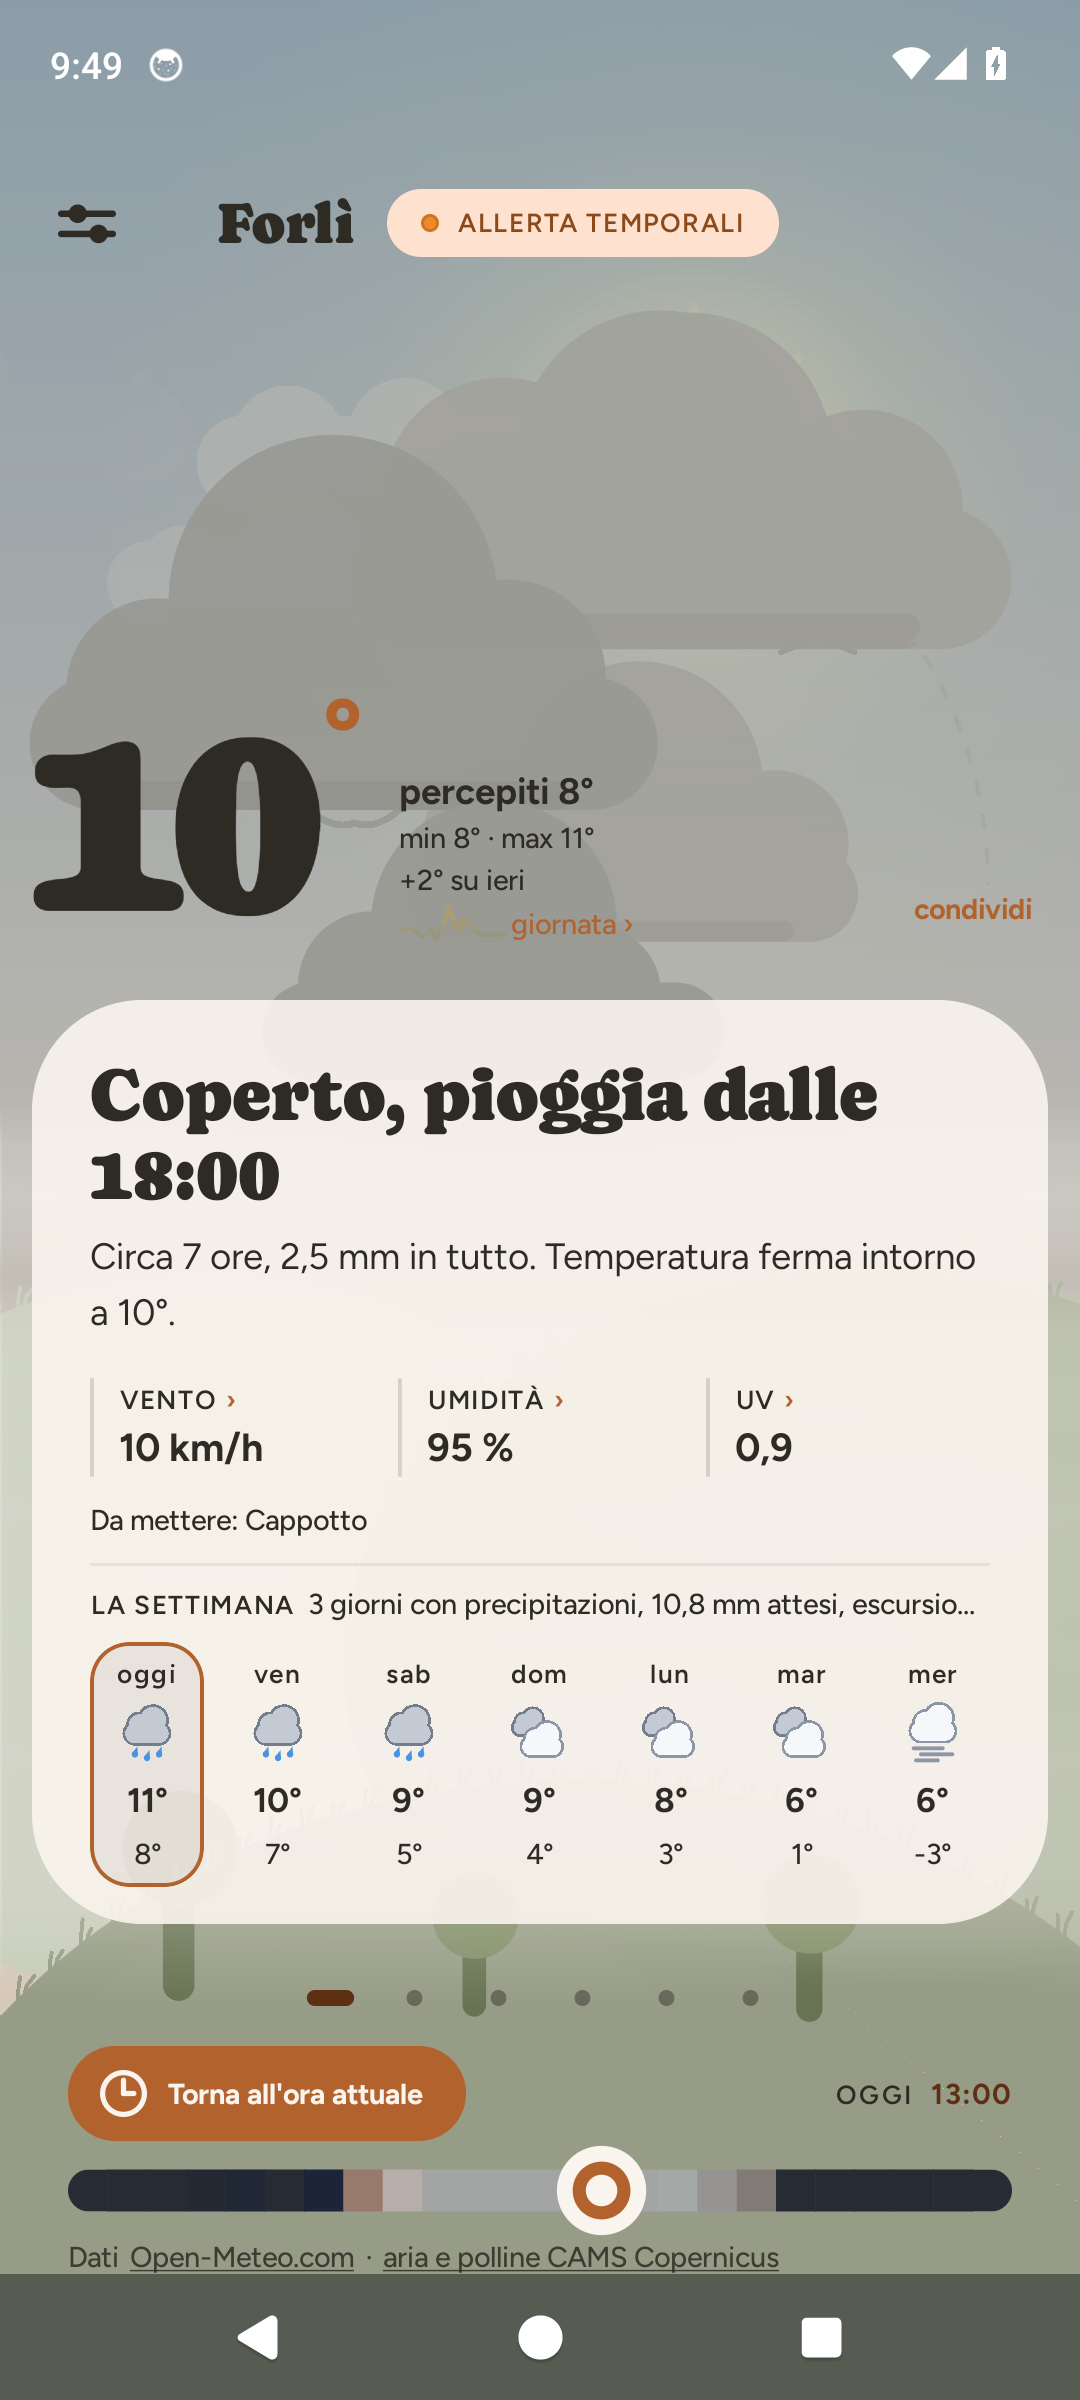 9:49
Forlì
ALLERTA TEMPORALI
10°
percepiti 8°
min 8° · max 11°
+2° su ieri
giornata ›
condividi
Coperto, pioggia dalle
18:00
Circa 7 ore, 2,5 mm in tutto. Temperatura ferma intorno
a 10°.
VENTO › UMIDITÀ › UV ›
10 km/h 95 % 0,9
Da mettere: Cappotto
LA SETTIMANA 3 giorni con precipitazioni, 10,8 mm attesi, escursio...
oggi ven sab dom lun mar mer
11° 10° 9° 9° 8° 6° 6°
8° 7° 5° 4° 3° 1° -3°
Torna all'ora attuale
OGGI 13:00
Dati Open-Meteo.com · aria e polline CAMS Copernicus